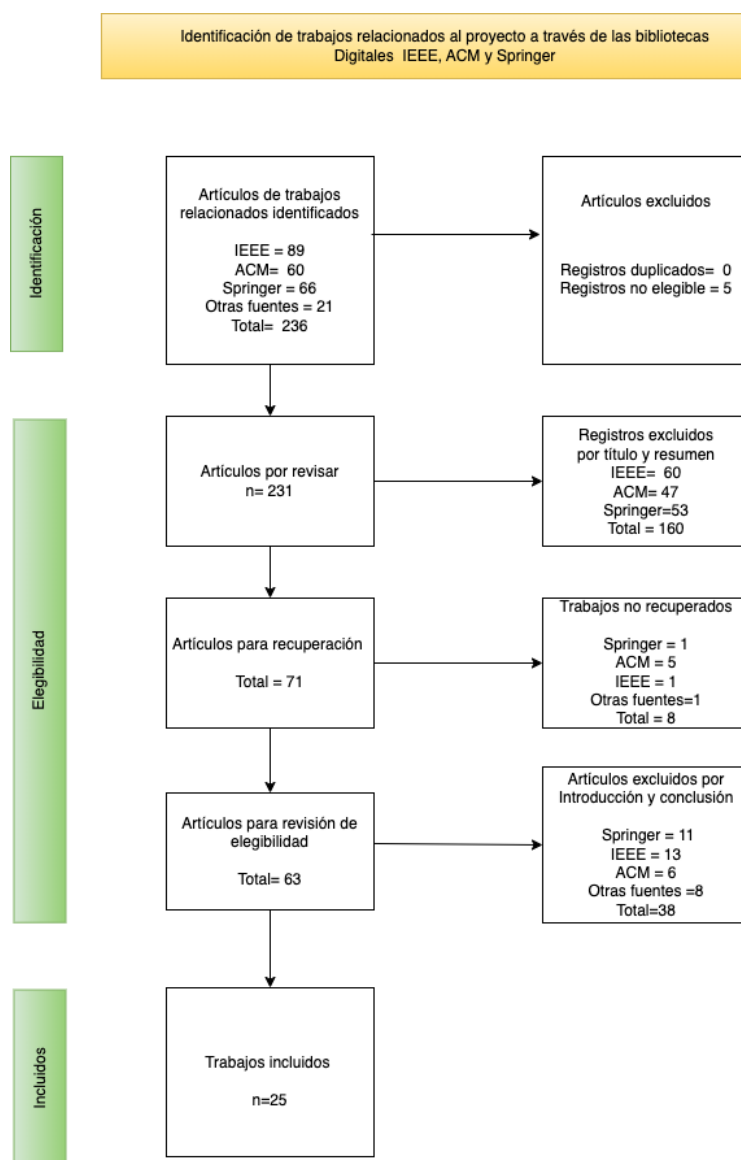 Identificación de trabajos relacionados al proyecto a través de las bibliotecas
Digitales IEEE, ACM y Springer
Identificación
Artículos de trabajos
relacionados identificados
IEEE = 89
ACM= 60
Springer = 66
Otras fuentes = 21
Total= 236
Artículos excluidos
Registros duplicados= 0
Registros no elegible = 5
Elegibilidad
Artículos por revisar
n= 231
Registros excluidos
por título y resumen
IEEE= 60
ACM= 47
Springer=53
Total = 160
Artículos para recuperación
Total = 71
Trabajos no recuperados
Springer = 1
ACM = 5
IEEE = 1
Otras fuentes=1
Total = 8
Artículos para revisión de
elegibilidad
Total= 63
Artículos excluidos por
Introducción y conclusión
Springer = 11
IEEE = 13
ACM = 6
Otras fuentes =8
Total=38
Incluidos
Trabajos incluidos
n=25